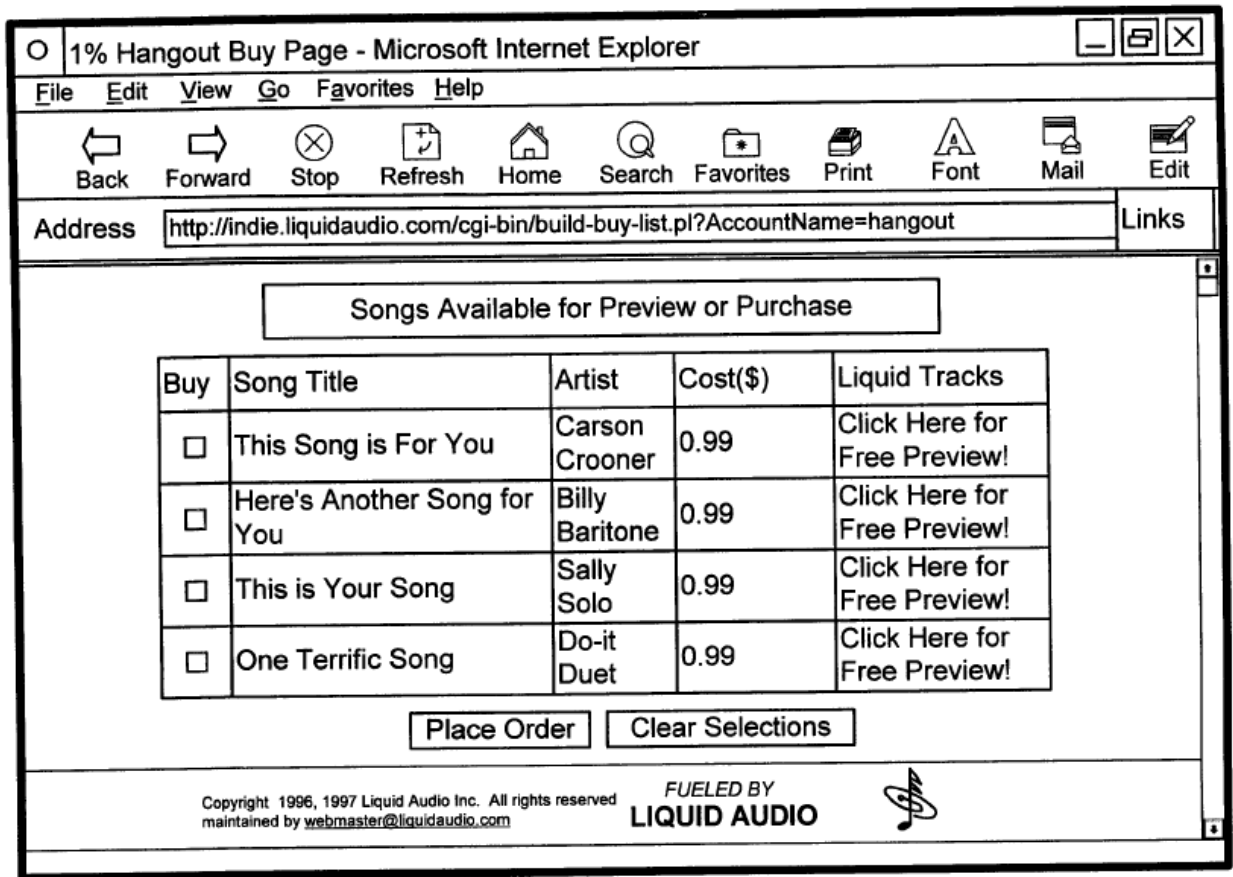 1% Hangout Buy Page - Microsoft Internet Explorer
File Edit View Go Favorites Help
Back Forward Stop Refresh Home Search Favorites Print Font Mail Edit
Address http://indie.liquidaudio.com/cgi-bin/build-buy-list.pl?AccountName=hangout Links
Songs Available for Preview or Purchase
Buy Song Title Artist Cost($) Liquid Tracks
This Song is For You Carson Crooner 0.99 Click Here for Free Preview!
Here's Another Song for You Billy Baritone 0.99 Click Here for Free Preview!
This is Your Song Sally Solo 0.99 Click Here for Free Preview!
One Terrific Song Do-it Duet 0.99 Click Here for Free Preview!
Place Order Clear Selections
Copyright 1996, 1997 Liquid Audio Inc. All rights reserved
maintained by webmaster@liquidaudio.com
FUELED BY
LIQUID AUDIO